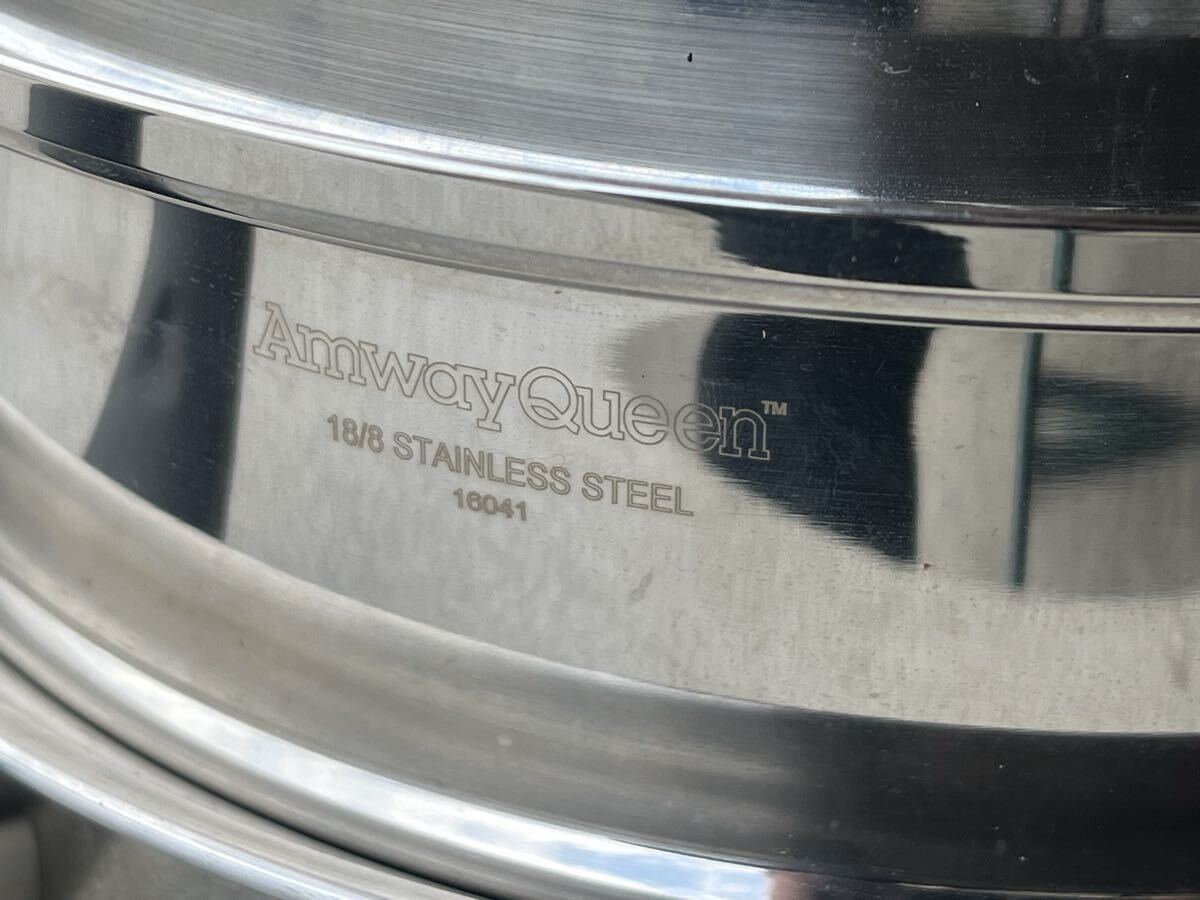 AmwayQueen™
18/8 STAINLESS STEEL
16041